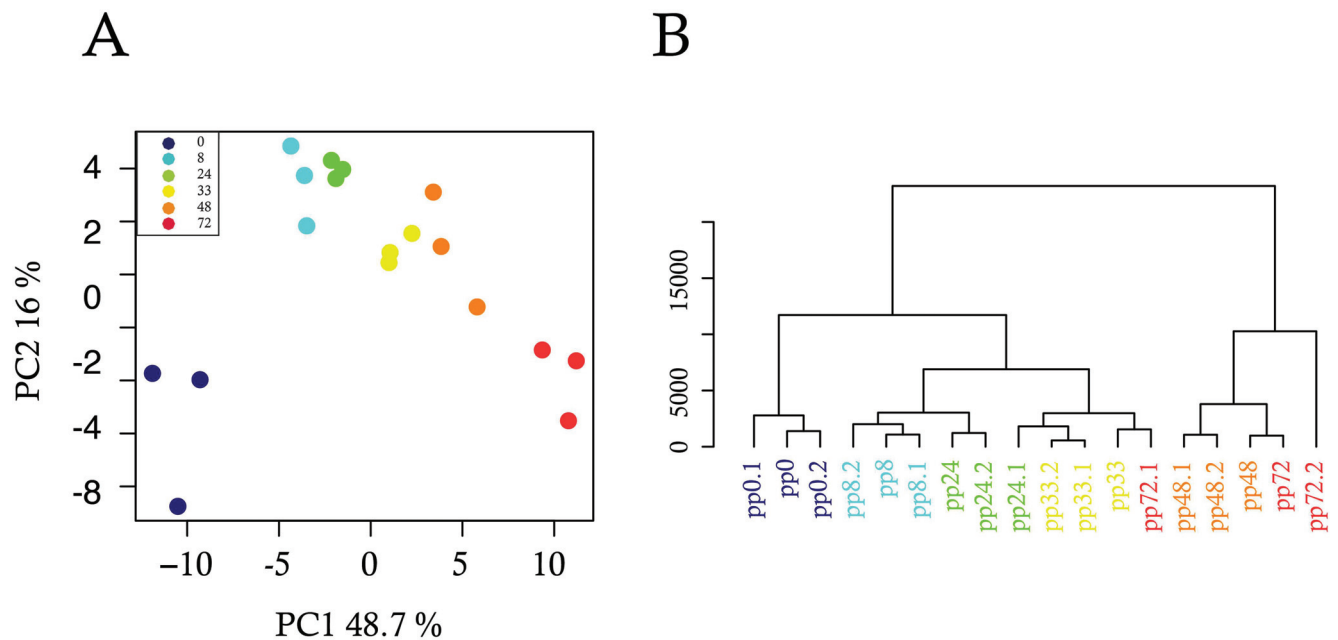 A
B
0
8
24
33
48
72
4
2
0
-2
-4
-8
PC2 16 %
−10
-5
0
5
10
PC1 48.7 %
15000
5000
0
pp0.1
pp0
pp0.2
pp8.2
pp8
pp8.1
pp24
pp24.2
pp24.1
pp33.2
pp33.1
pp33
pp72.1
pp48.1
pp48.2
pp48
pp72
pp72.2